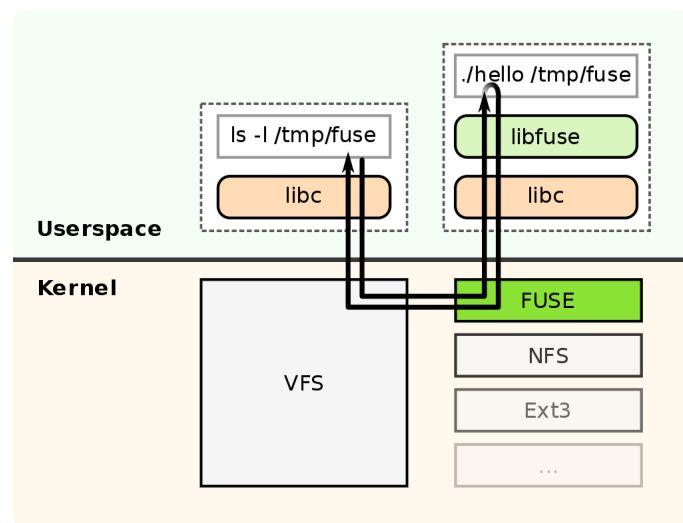 ./hello /tmp/fuse
ls -l /tmp/fuse
libfuse
libc
libc
Userspace
Kernel
FUSE
NFS
VFS
Ext3
...